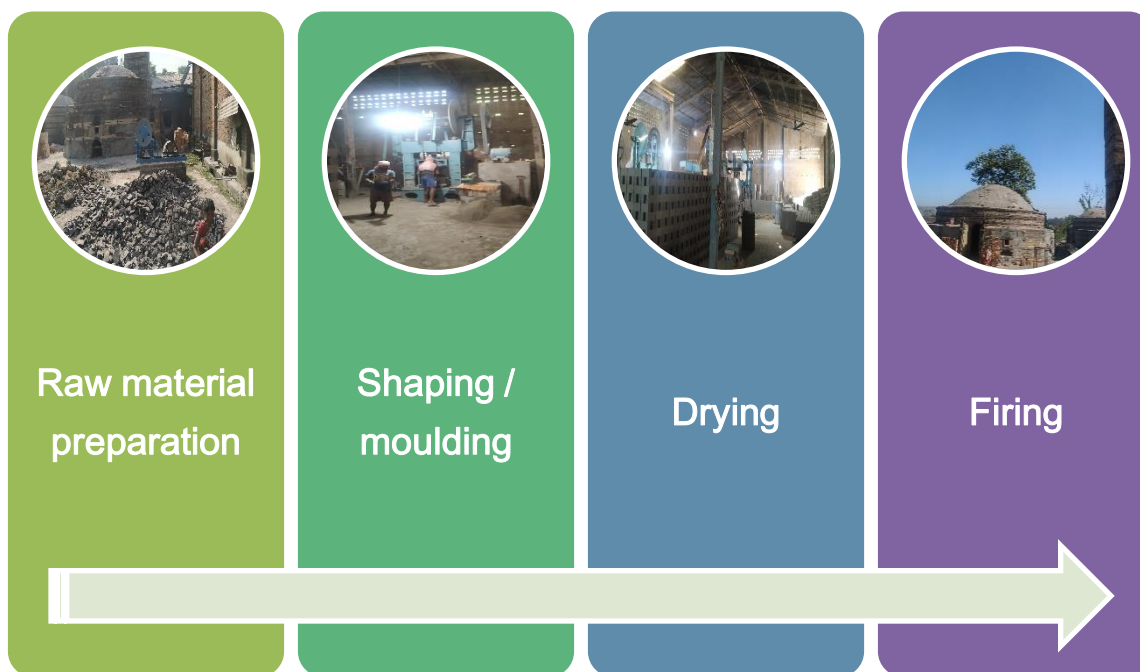 Raw material
preparation
Shaping /
moulding
Drying
Firing